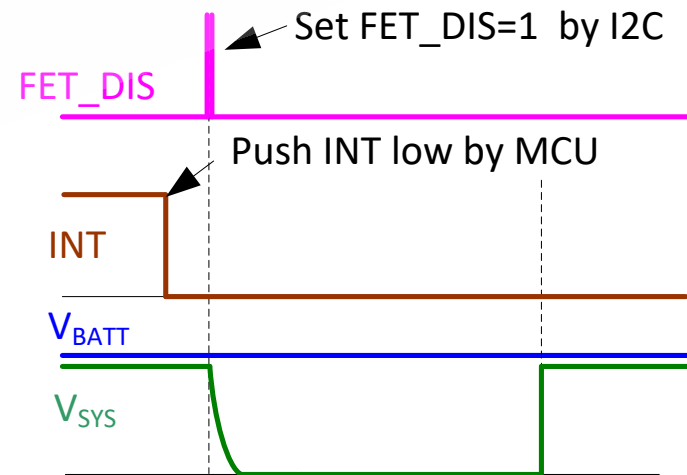 Set FET_DIS=1 by I2C
FET_DIS
Push INT low by MCU
INT
VBATT
VSYS